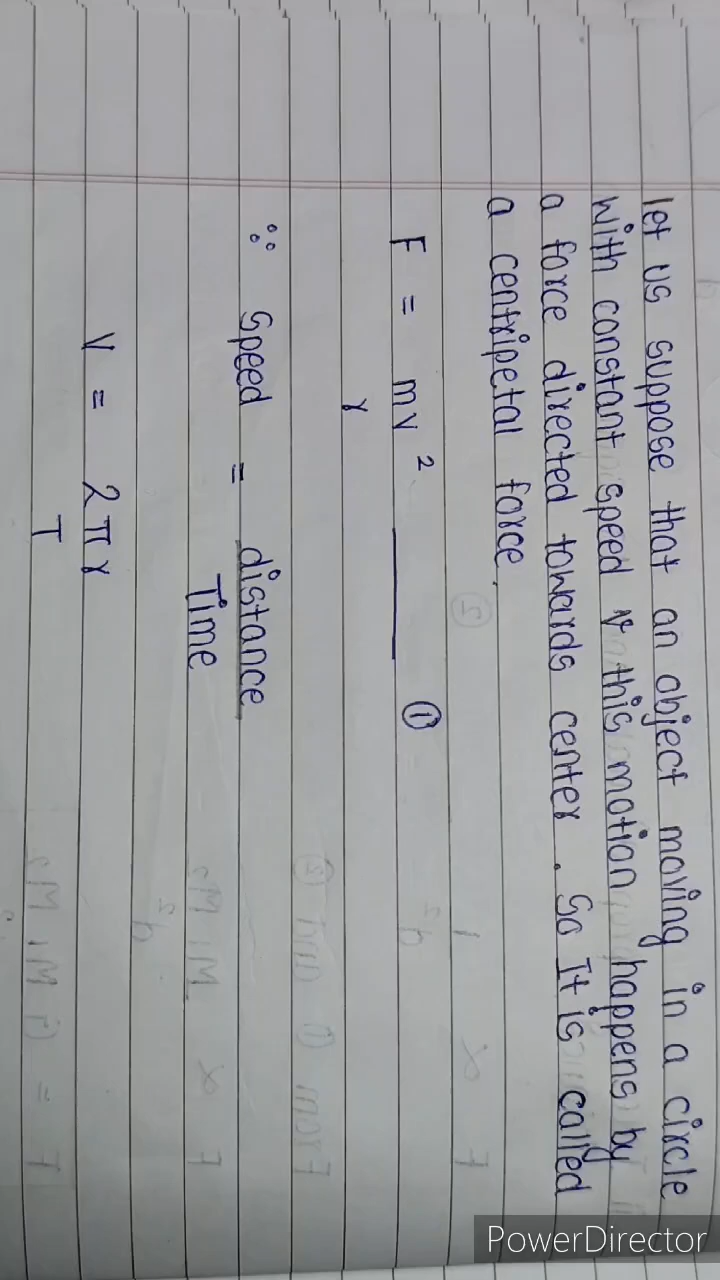 let us suppose that an object moving in a circle
with constant speed v this motion happens by
a force directed towards center. So It is called
a centripetal force.
F = mv² ——— ①
r
∵ Speed = distance
Time
V = 2πr
T
PowerDirector